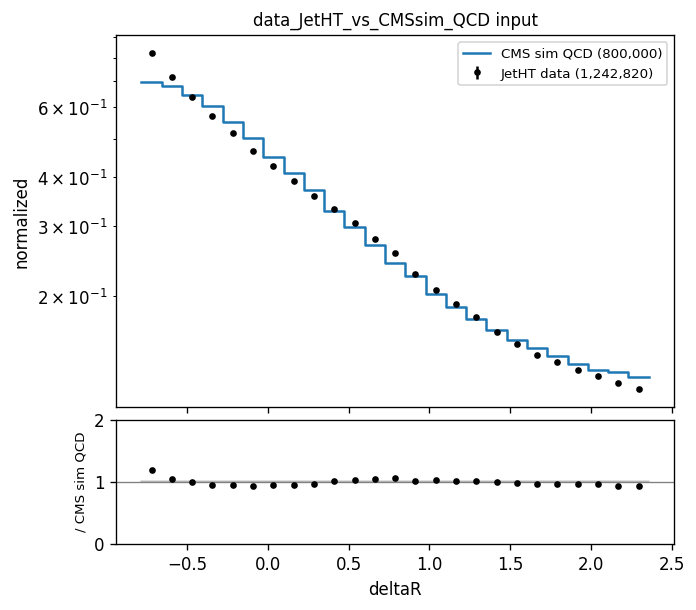 data_JetHT_vs_CMSsim_QCD input
CMS sim QCD (800,000)
JetHT data (1,242,820)
normalized
6 × 10⁻¹
4 × 10⁻¹
3 × 10⁻¹
2 × 10⁻¹
/ CMS sim QCD
2
1
0
−0.5 0.0 0.5 1.0 1.5 2.0 2.5
deltaR